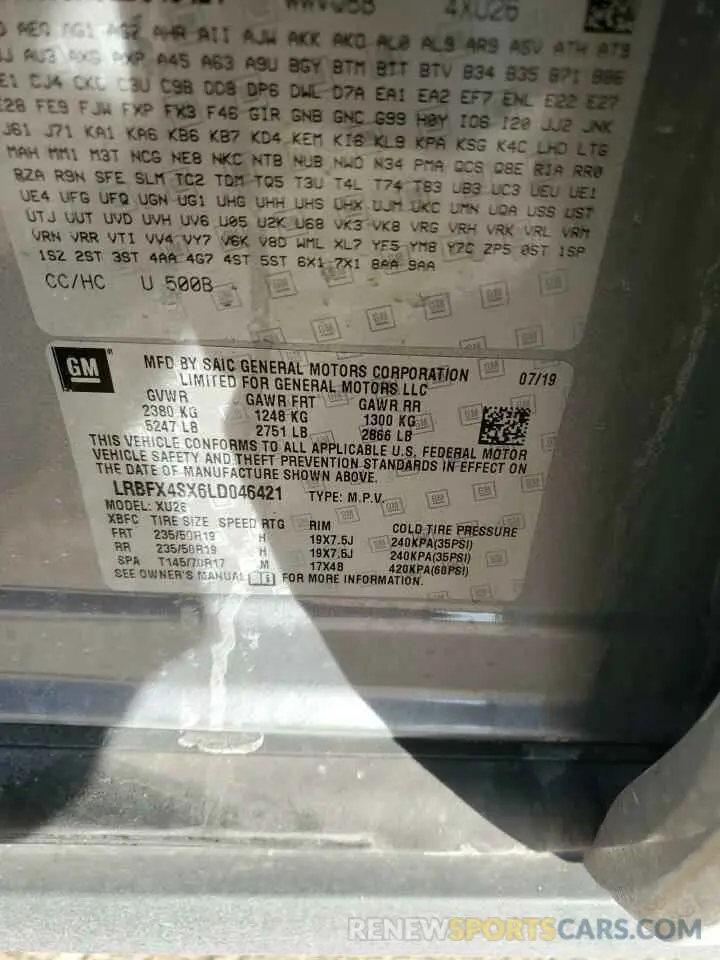 WWVQ5B 4XU26
AEQ AG1 AGZ AHR AII AJW AKK AKO AL0 AL9 AR9 ASV ATH AT9
AU3 AXG AXP A45 A63 A9U BGY BTM BTT BTV B34 B35 B71 B86
CJ4 CKC C3U C9B DC8 DP6 DWL D7A EA1 EA2 EF7 ENL E22 E27
E28 FE9 FJW FXP FX3 F46 GIR GNB GNC G99 H0Y IO6 I20 JJ2 JNK
J61 J71 KA1 KA6 KB6 KB7 KD4 KEM KI6 KL9 KPA KSG K4C LHD LTG
MAH MM1 M3T NCG NE8 NKC NTB NUB NWO N34 PMA QCS Q8E R1A RR0
RZA R9N SFE SLM TC2 TDM TQ5 T3U T4L T74 T83 UB3 UC3 UEU UE1
UE4 UFG UFQ UGN UG1 UHG UHH UHS UHX UJM UKC UMN UQA USS UST
UTJ UUT UVD UVH UV6 U05 U2K U68 VK3 VK8 VRG VRH VRK VRL VRM
VRN VRR VTI VV4 VY7 V6K V8D WML XL7 YF5 YM8 Y7C ZP5 0ST 1SP
1SZ 2ST 3ST 4AA 4G7 4ST 5ST 6X1 7X1 8AA 9AA
CC/HC U 500B
GM
MFD BY SAIC GENERAL MOTORS CORPORATION 07/19
LIMITED FOR GENERAL MOTORS LLC
GVWR GAWR FRT GAWR RR
2380 KG 1248 KG 1300 KG
5247 LB 2751 LB 2866 LB
THIS VEHICLE CONFORMS TO ALL APPLICABLE U.S. FEDERAL MOTOR
VEHICLE SAFETY AND THEFT PREVENTION STANDARDS IN EFFECT ON
THE DATE OF MANUFACTURE SHOWN ABOVE.
LRBFX4SX6LD046421 TYPE: M.P.V.
MODEL: XU26
XBFC TIRE SIZE SPEED RTG RIM COLD TIRE PRESSURE
FRT 235/50R19 H 19X7.5J 240KPA(35PSI)
RR 235/50R19 H 19X7.5J 240KPA(35PSI)
SPA T145/70R17 M 17X4B 420KPA(60PSI)
SEE OWNER'S MANUAL FOR MORE INFORMATION.
RENEWSPORTSCARS.COM